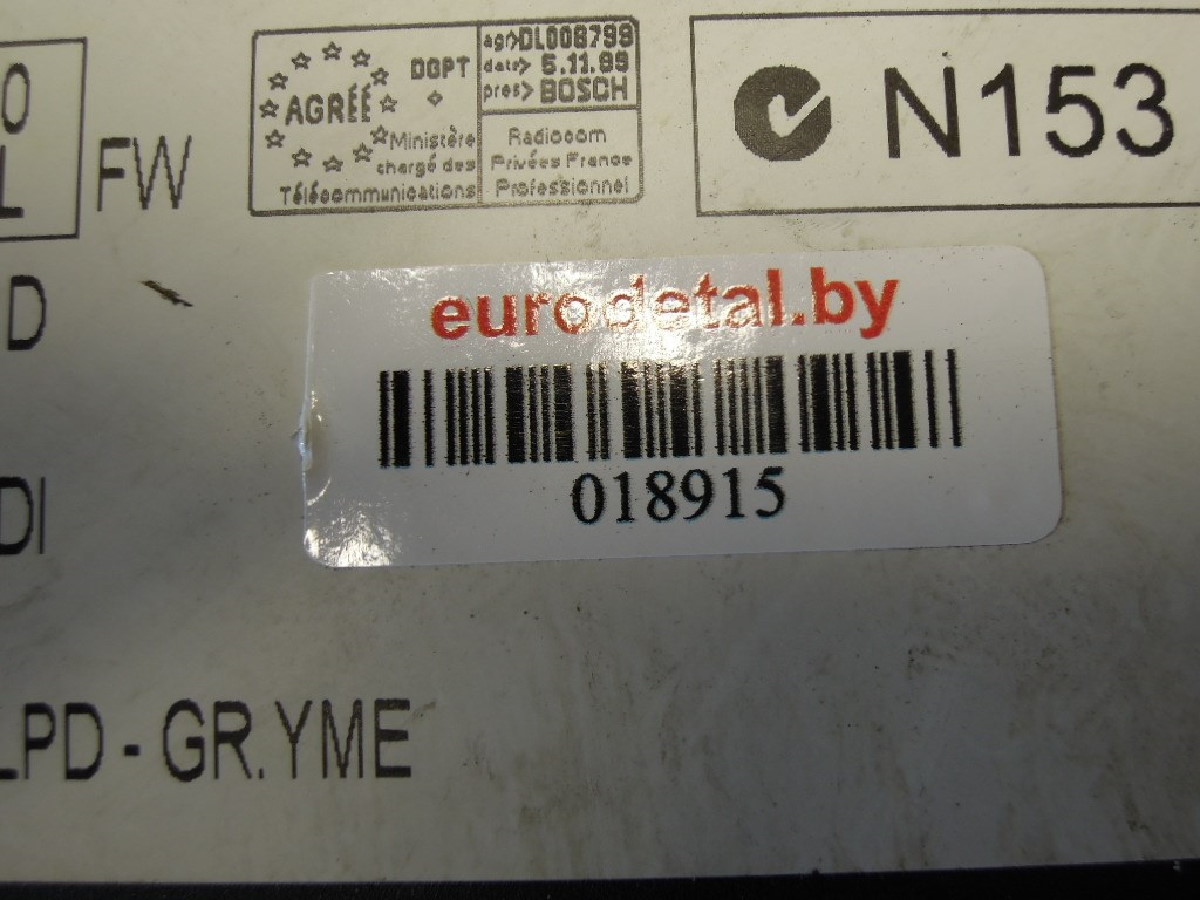 0
L
FW
AGRÉÉ
DGPT
Ministère
chargé des
Télécommunications
agr>DL008799
date> 5.11.99
pres> BOSCH
Radiocom
Privées France
Professionnel
N153
D
eurodetal.by
018915
DI
LPD - GR.YME